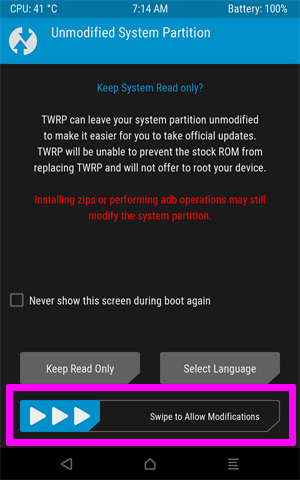 CPU: 41 °C 7:14 AM Battery: 100%
Unmodified System Partition
Keep System Read only?
TWRP can leave your system partition unmodified
to make it easier for you to take official updates.
TWRP will be unable to prevent the stock ROM from
replacing TWRP and will not offer to root your device.
Installing zips or performing adb operations may still
modify the system partition.
Never show this screen during boot again
Keep Read Only
Select Language
Swipe to Allow Modifications